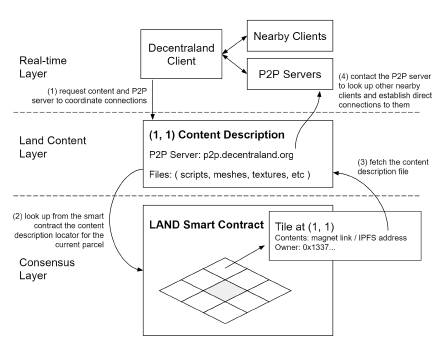 Decentraland
Client
Nearby Clients
P2P Servers
Real-time
Layer
(1) request content and P2P
server to coordinate connections
(4) contact the P2P server
to look up other nearby
clients and establish direct
connections to them
Land Content
Layer
(1, 1) Content Description
P2P Server: p2p.decentraland.org
Files: ( scripts, meshes, textures, etc )
(3) fetch the content
description file
(2) look up from the smart
contract the content
description locator for the
current parcel
Consensus
Layer
LAND Smart Contract
Tile at (1, 1)
Contents: magnet link / IPFS address
Owner: 0x1337...